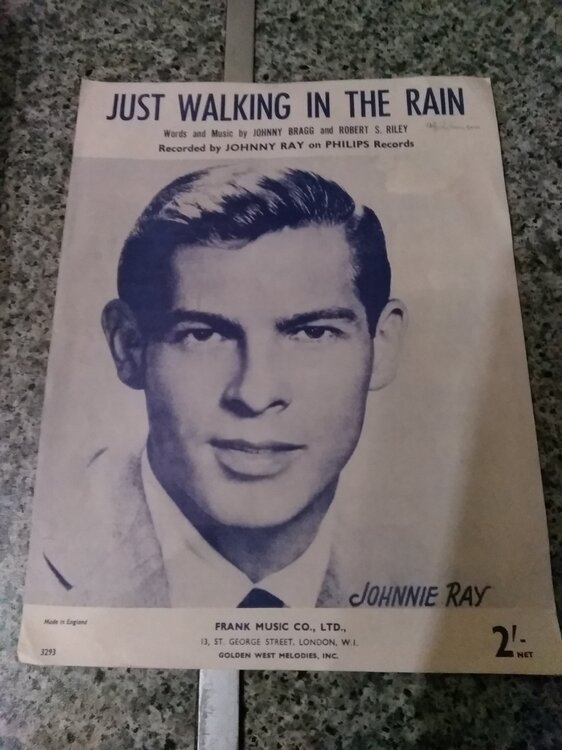 JUST WALKING IN THE RAIN
Words and Music by JOHNNY BRAGG and ROBERT S. RILEY
Recorded by JOHNNY RAY on PHILIPS Records
JOHNNIE RAY
Made in England
FRANK MUSIC CO., LTD.,
13, ST. GEORGE STREET, LONDON, W.I.
GOLDEN WEST MELODIES, INC.
3293
2/- NET